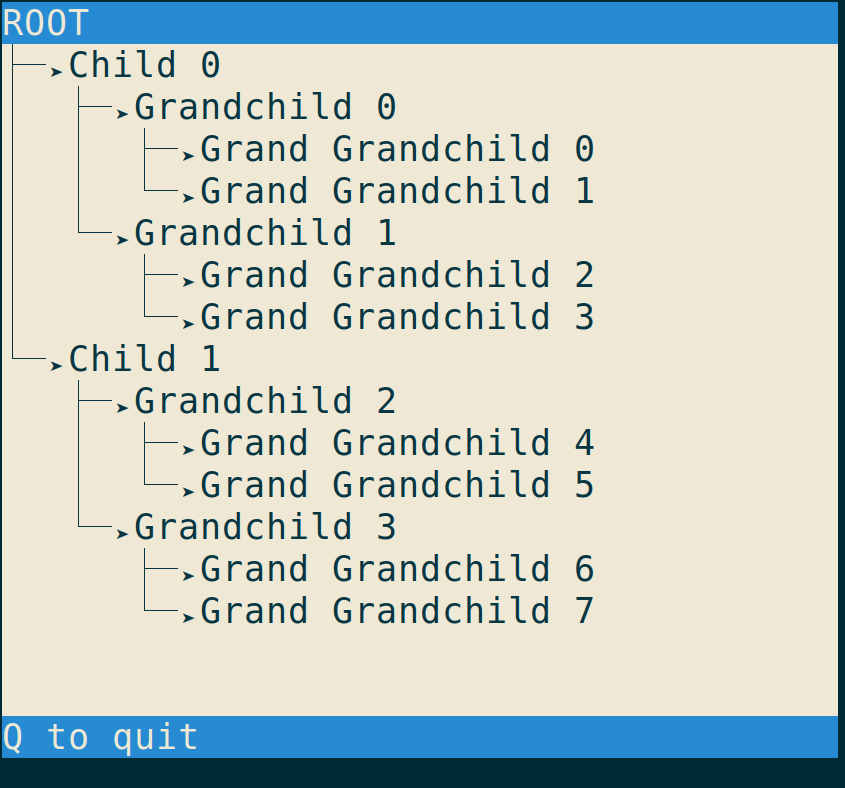 ROOT
Child 0
Grandchild 0
Grand Grandchild 0
Grand Grandchild 1
Grandchild 1
Grand Grandchild 2
Grand Grandchild 3
Child 1
Grandchild 2
Grand Grandchild 4
Grand Grandchild 5
Grandchild 3
Grand Grandchild 6
Grand Grandchild 7
Q to quit